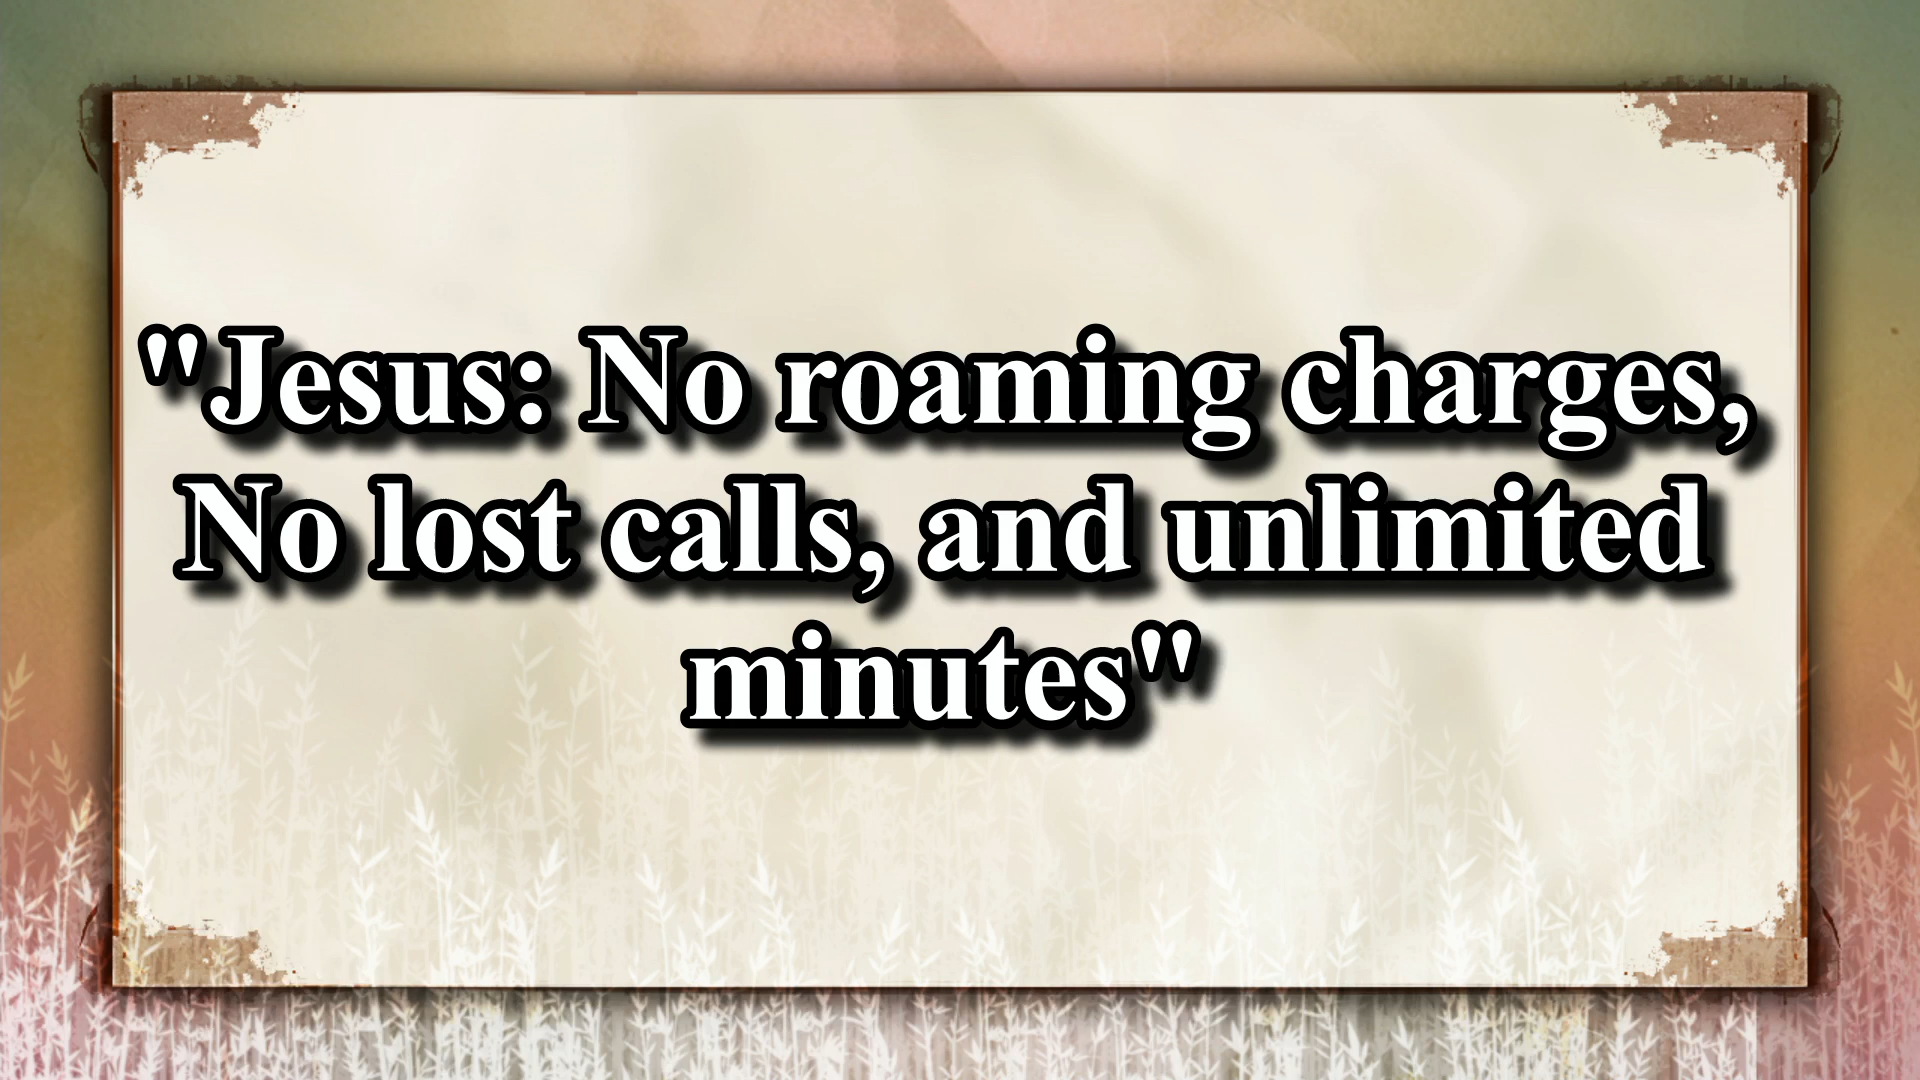 "Jesus: No roaming charges,
No lost calls, and unlimited
minutes"